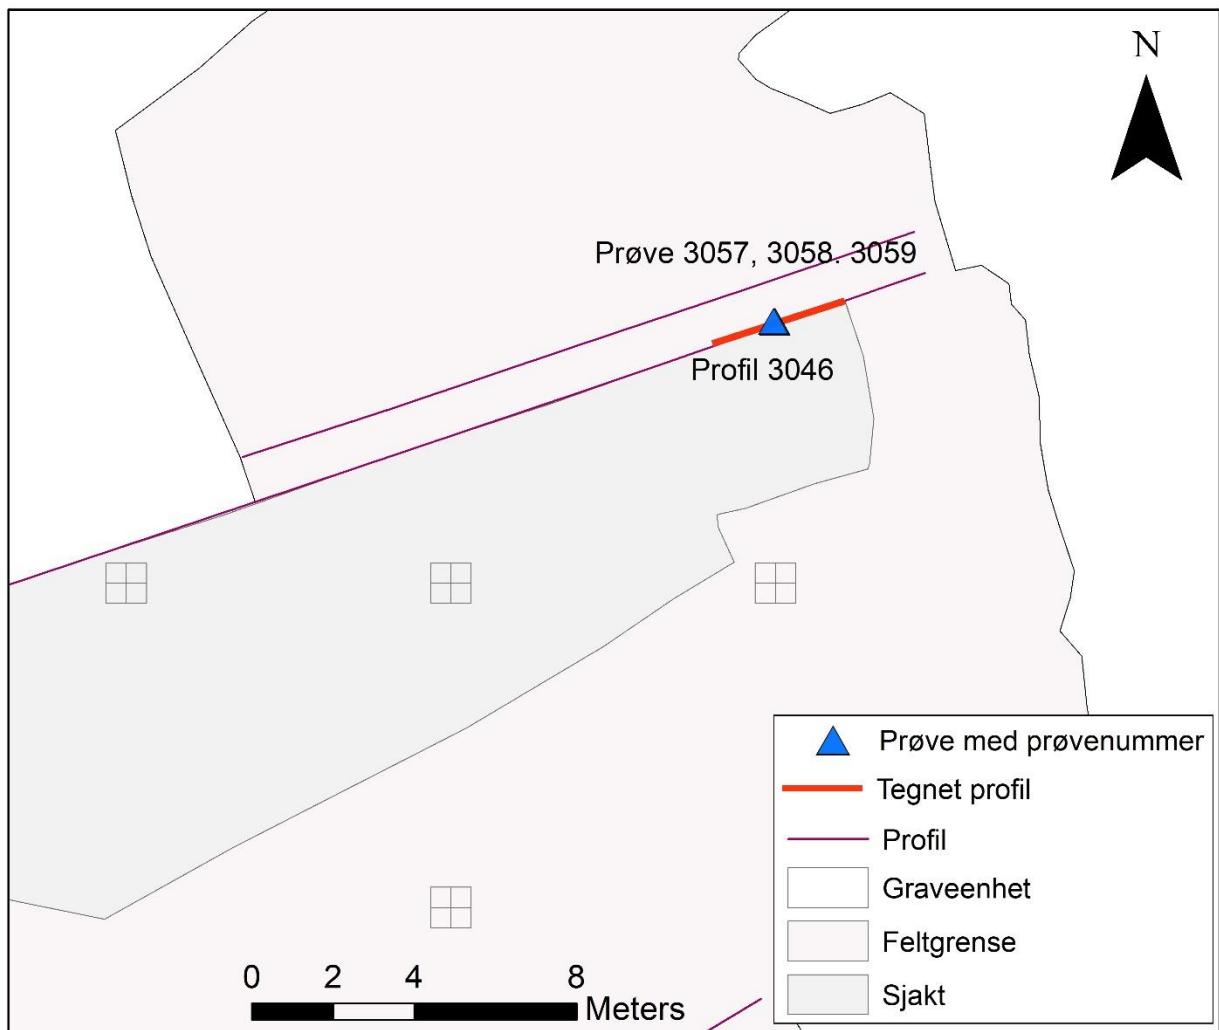 N
Prøve 3057, 3058. 3059
Profil 3046
Prøve med prøvenummer
Tegnet profil
Profil
Graveenhet
Feltgrense
Sjakt
0 2 4 8
Meters